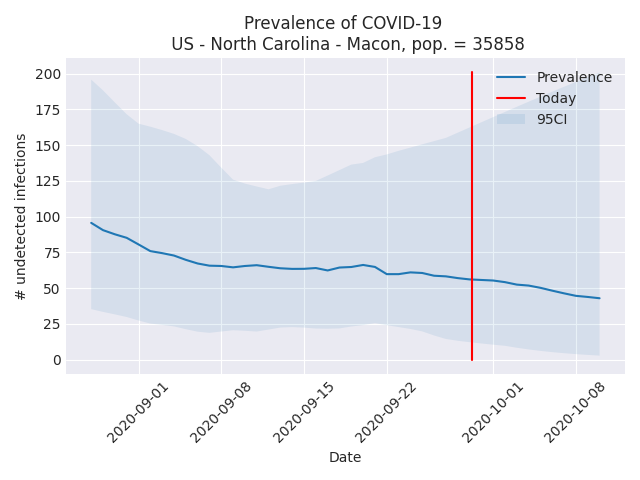 Prevalence of COVID-19
US - North Carolina - Macon, pop. = 35858
200
175
150
125
100
75
50
25
0
# undetected infections
Prevalence
Today
95CI
2020-09-01
2020-09-08
2020-09-15
2020-09-22
2020-10-01
2020-10-08
Date